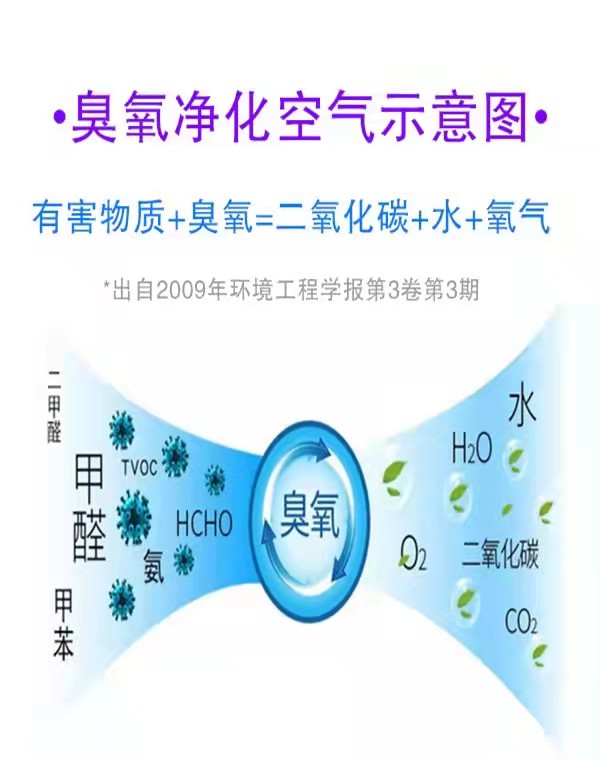 •臭氧净化空气示意图•
有害物质+臭氧=二氧化碳+水+氧气
*出自2009年环境工程学报第3卷第3期
二甲醛
甲醛
甲苯
TVOC
HCHO
氨
臭氧
水
H₂O
O₂
二氧化碳
CO₂